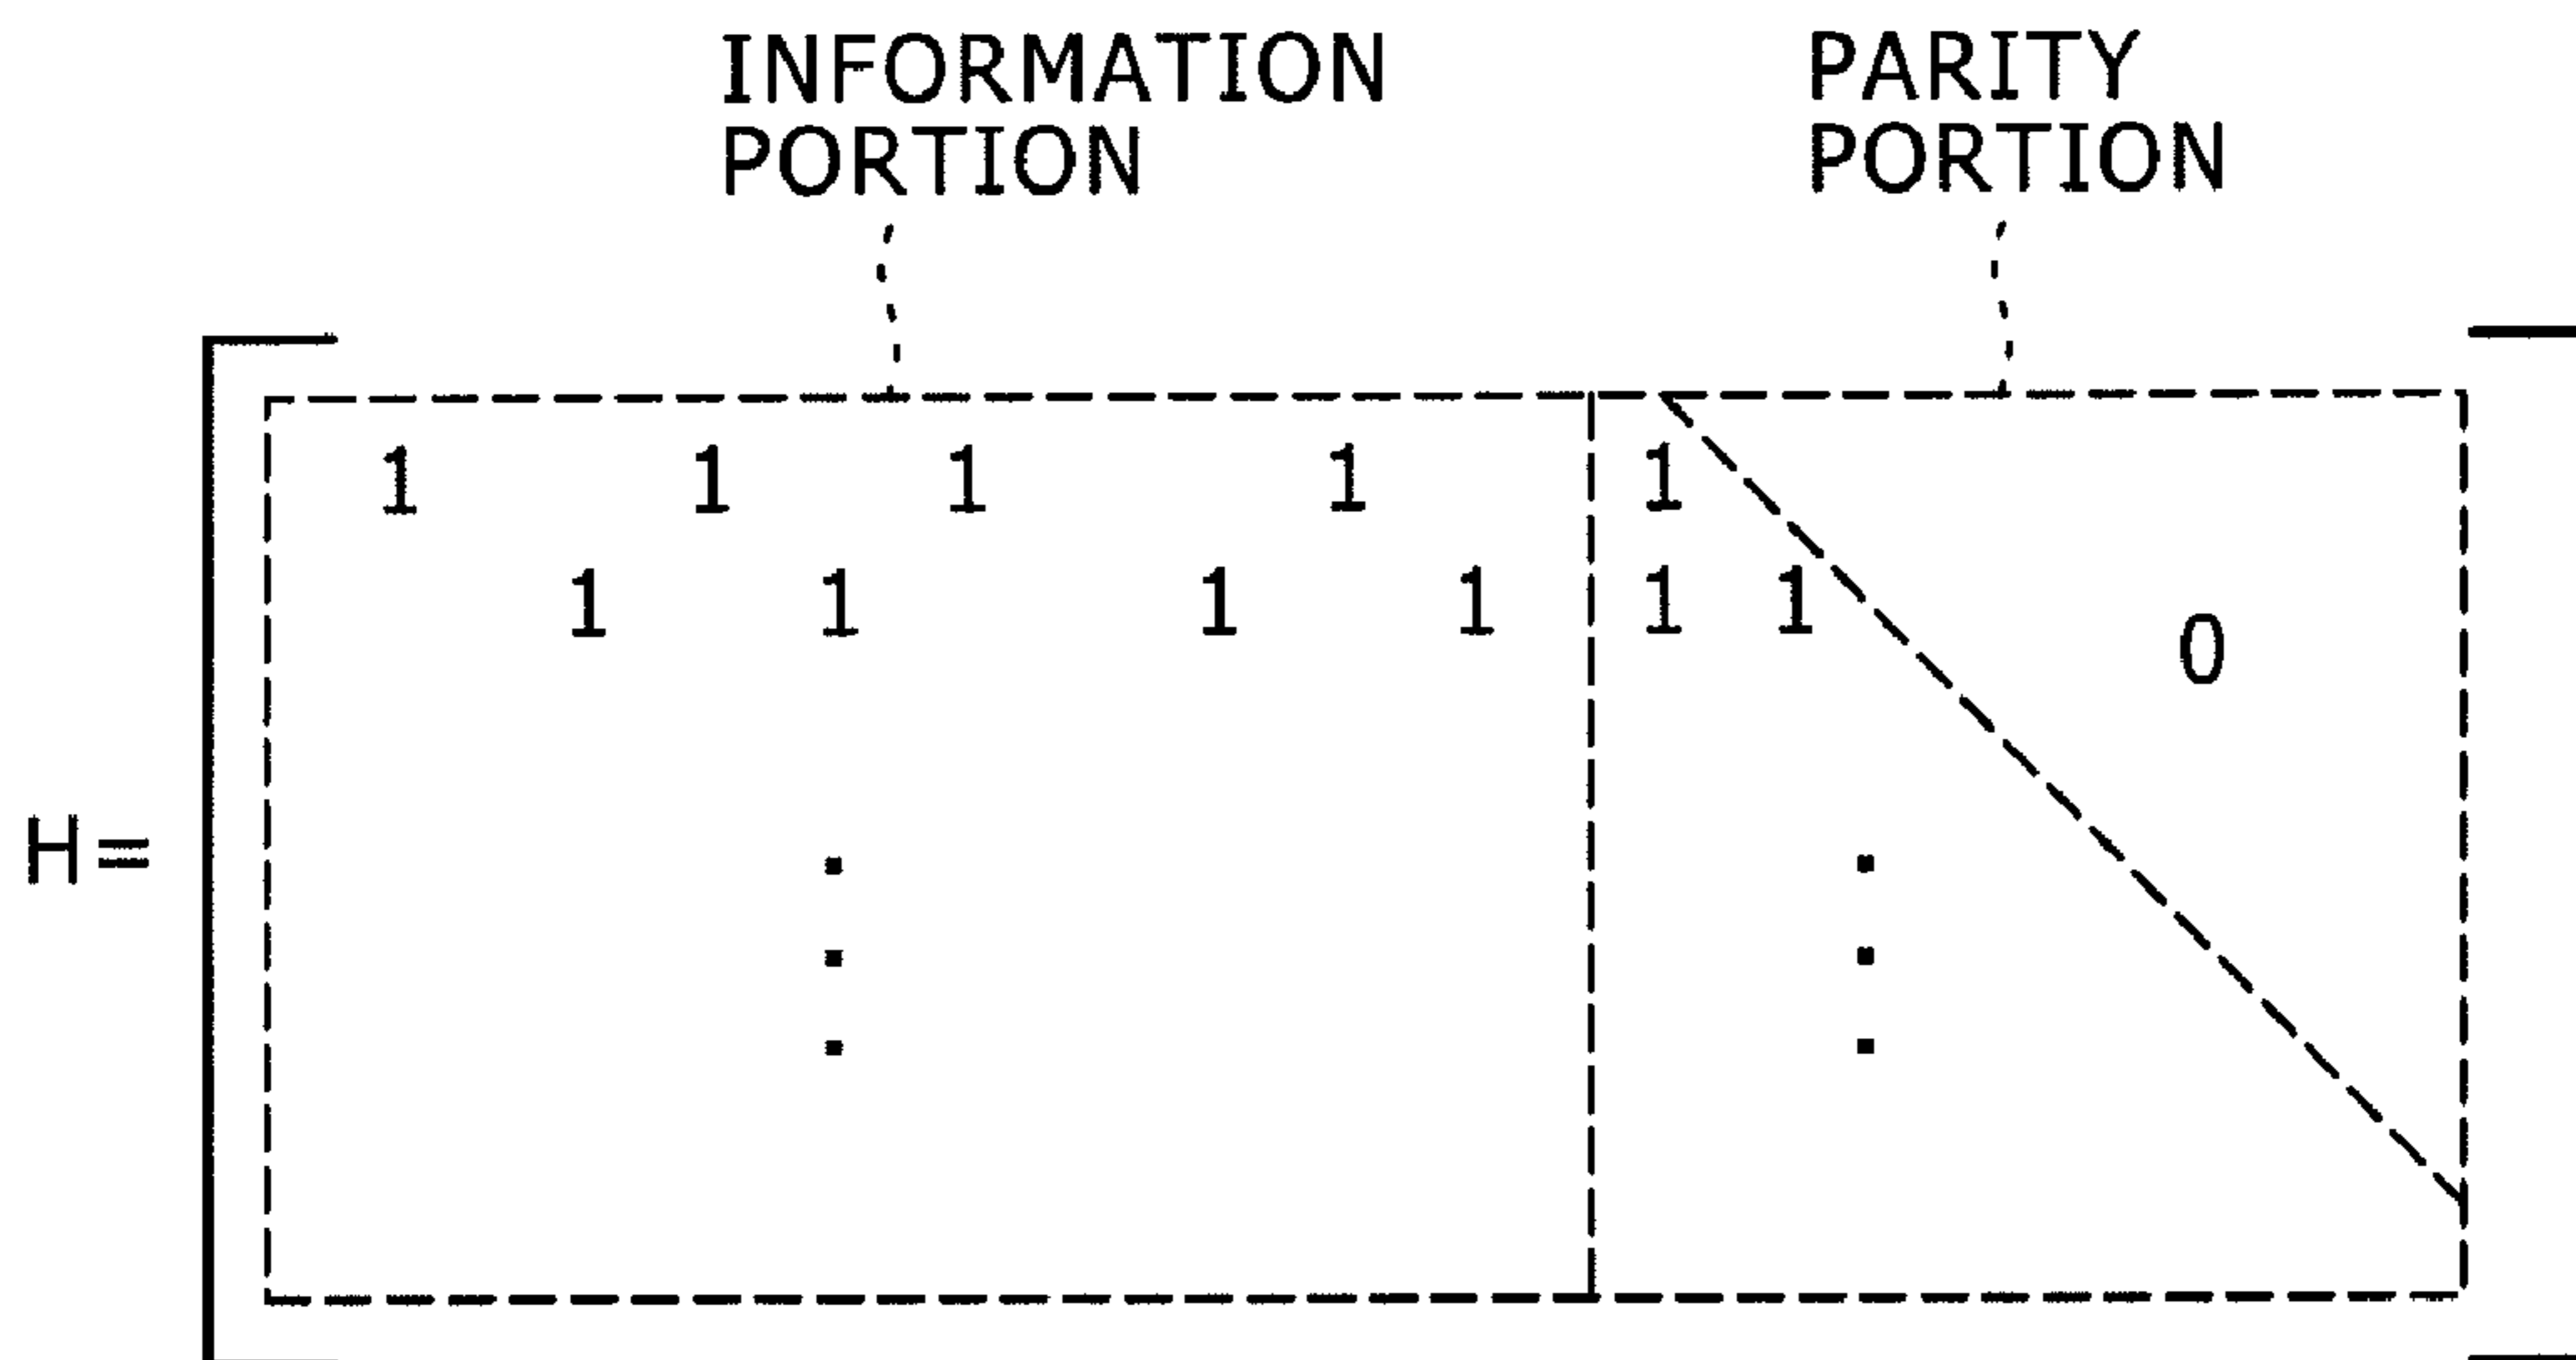 INFORMATION PORTION
PARITY PORTION
1 1 1 1 1
1 1 1 1 1 1
0
H=